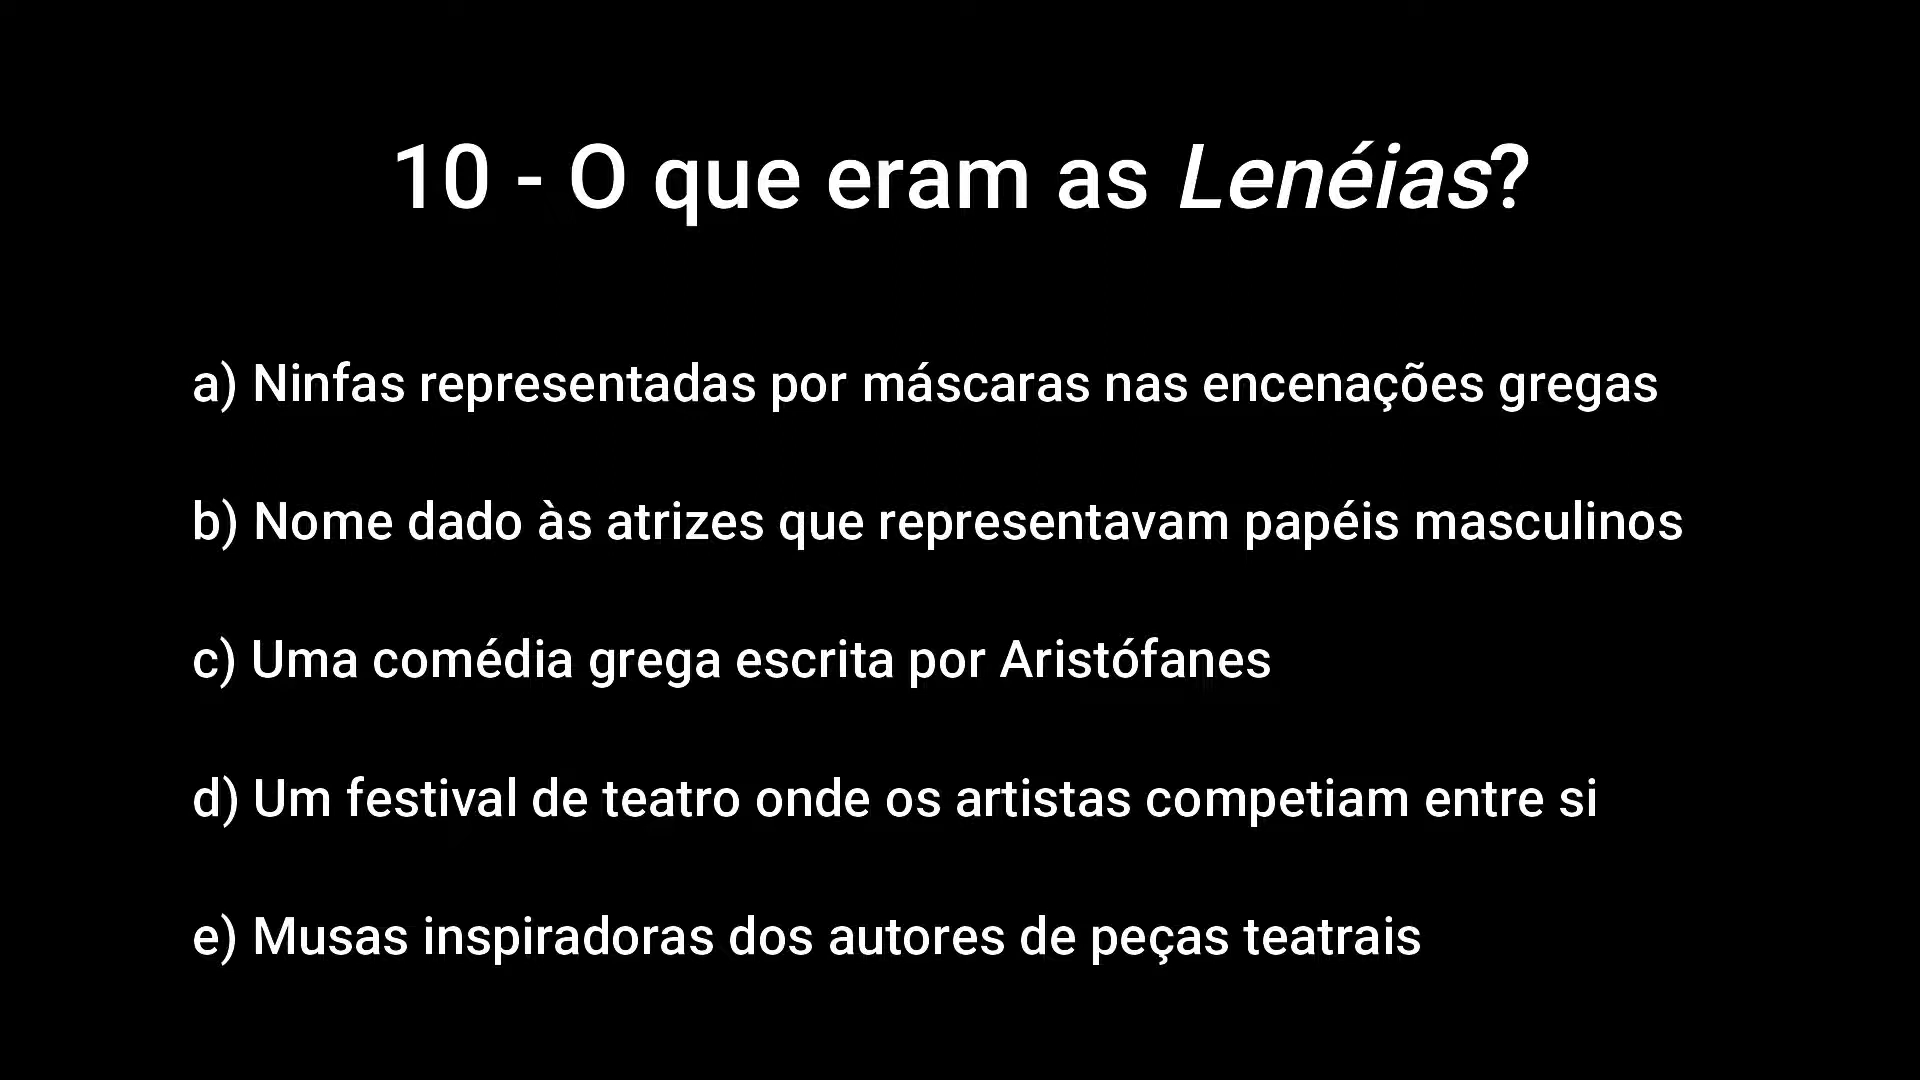 10 - O que eram as Lenéias?
a) Ninfas representadas por máscaras nas encenações gregas
b) Nome dado às atrizes que representavam papéis masculinos
c) Uma comédia grega escrita por Aristófanes
d) Um festival de teatro onde os artistas competiam entre si
e) Musas inspiradoras dos autores de peças teatrais